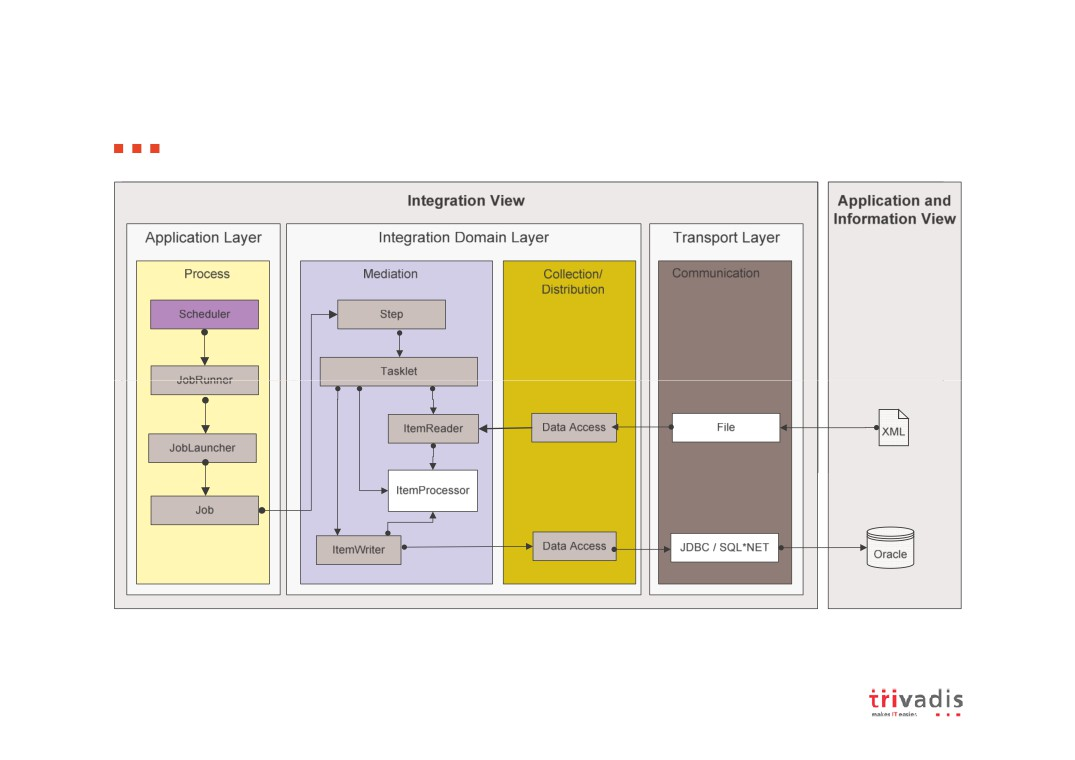 Integration View
Application and
Information View
Application Layer
Integration Domain Layer
Transport Layer
Process
Mediation
Collection/
Distribution
Communication
Scheduler
Step
JobRunner
Tasklet
JobLauncher
ItemReader
Data Access
File
XML
ItemProcessor
Job
ItemWriter
Data Access
JDBC / SQL*NET
Oracle
trivadis
makes IT easier.